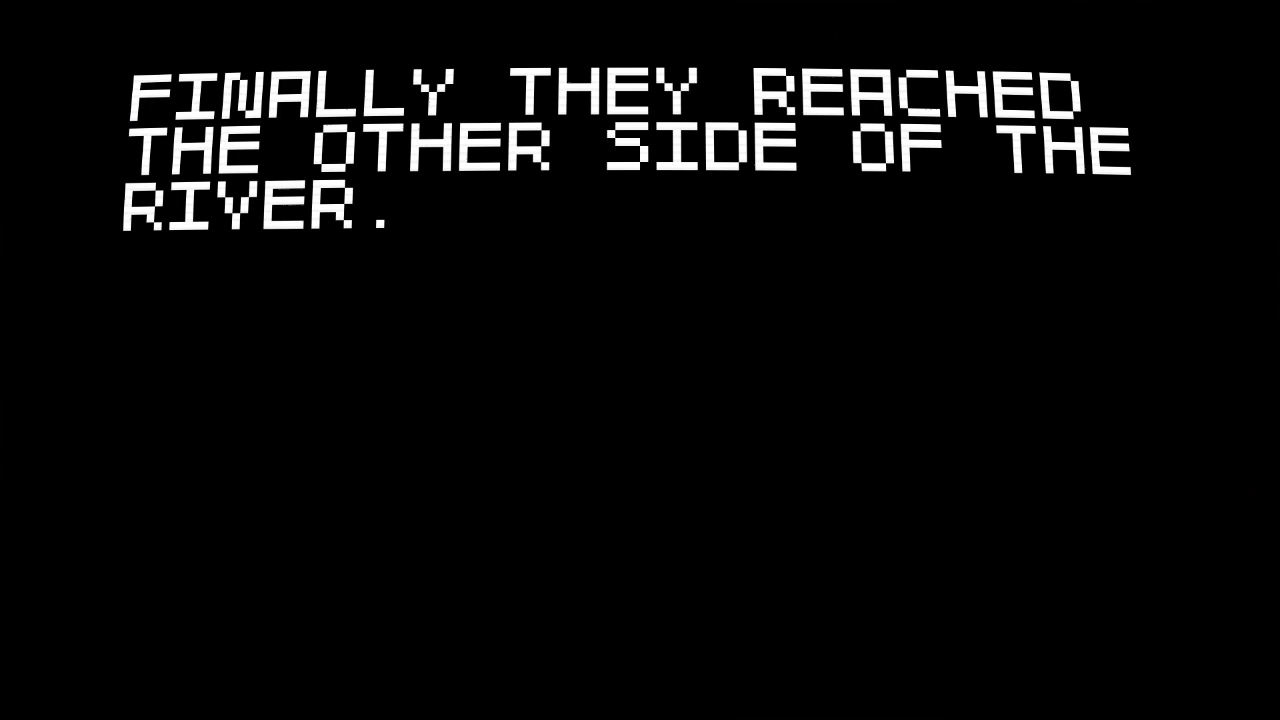 FINALLY THEY REACHED
THE OTHER SIDE OF THE
RIVER.